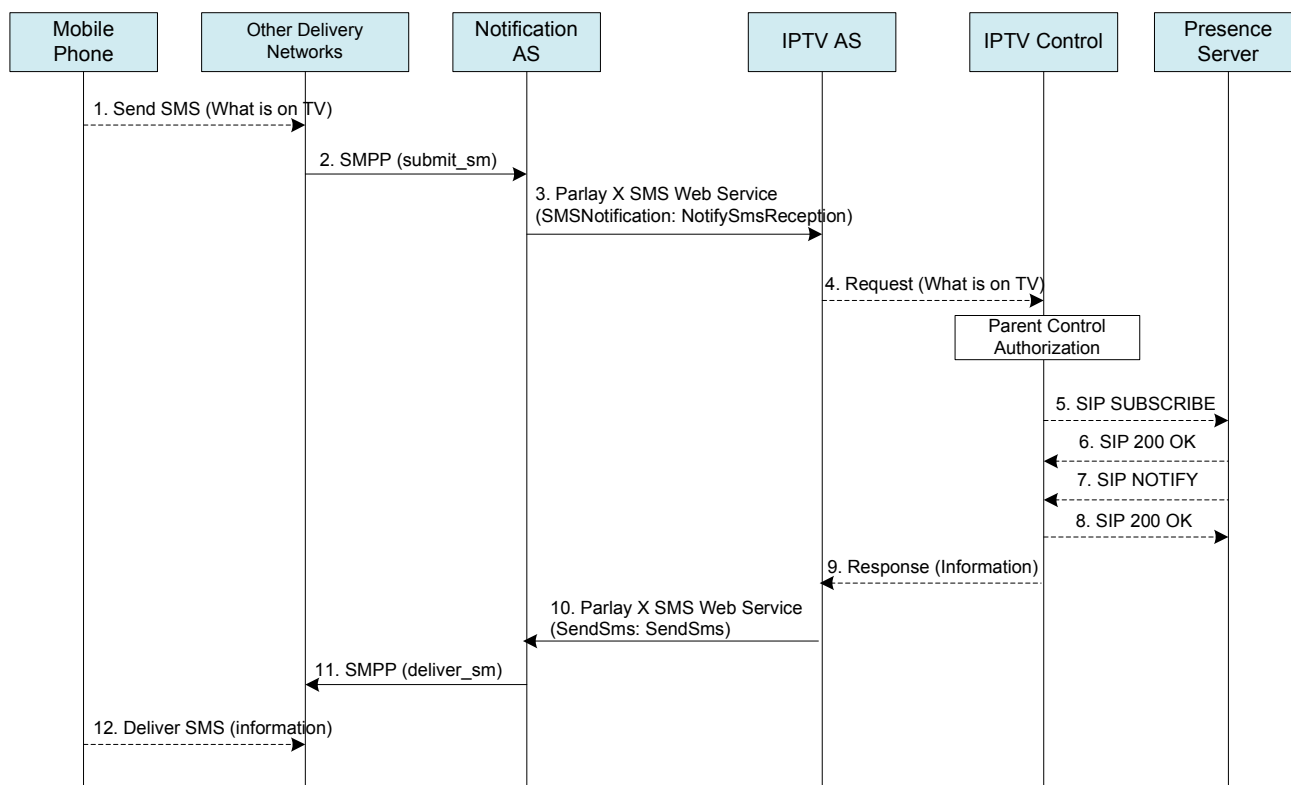 Mobile
Phone
Other Delivery
Networks
Notification
AS
IPTV AS
IPTV Control
Presence
Server
1. Send SMS (What is on TV)
2. SMPP (submit_sm)
3. Parlay X SMS Web Service
(SMSNotification: NotifySmsReception)
4. Request (What is on TV)
Parent Control
Authorization
5. SIP SUBSCRIBE
6. SIP 200 OK
7. SIP NOTIFY
8. SIP 200 OK
9. Response (Information)
10. Parlay X SMS Web Service
(SendSms: SendSms)
11. SMPP (deliver_sm)
12. Deliver SMS (information)